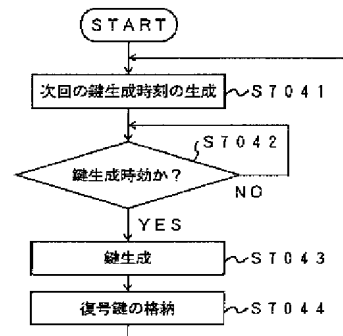 START
次回の鍵生成時刻の生成
S7041
S7042
鍵生成時効か？
NO
YES
鍵生成
S7043
復号鍵の格納
S7044